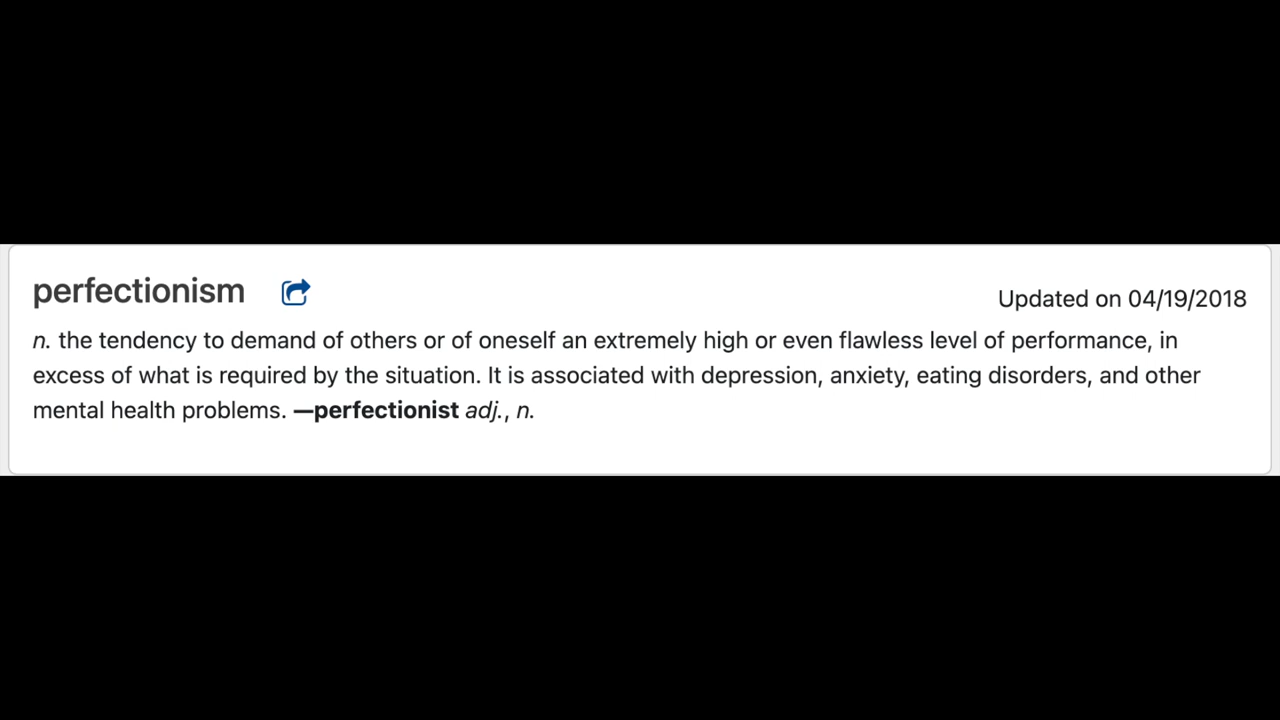 perfectionism
Updated on 04/19/2018
n. the tendency to demand of others or of oneself an extremely high or even flawless level of performance, in
excess of what is required by the situation. It is associated with depression, anxiety, eating disorders, and other
mental health problems. —perfectionist adj., n.